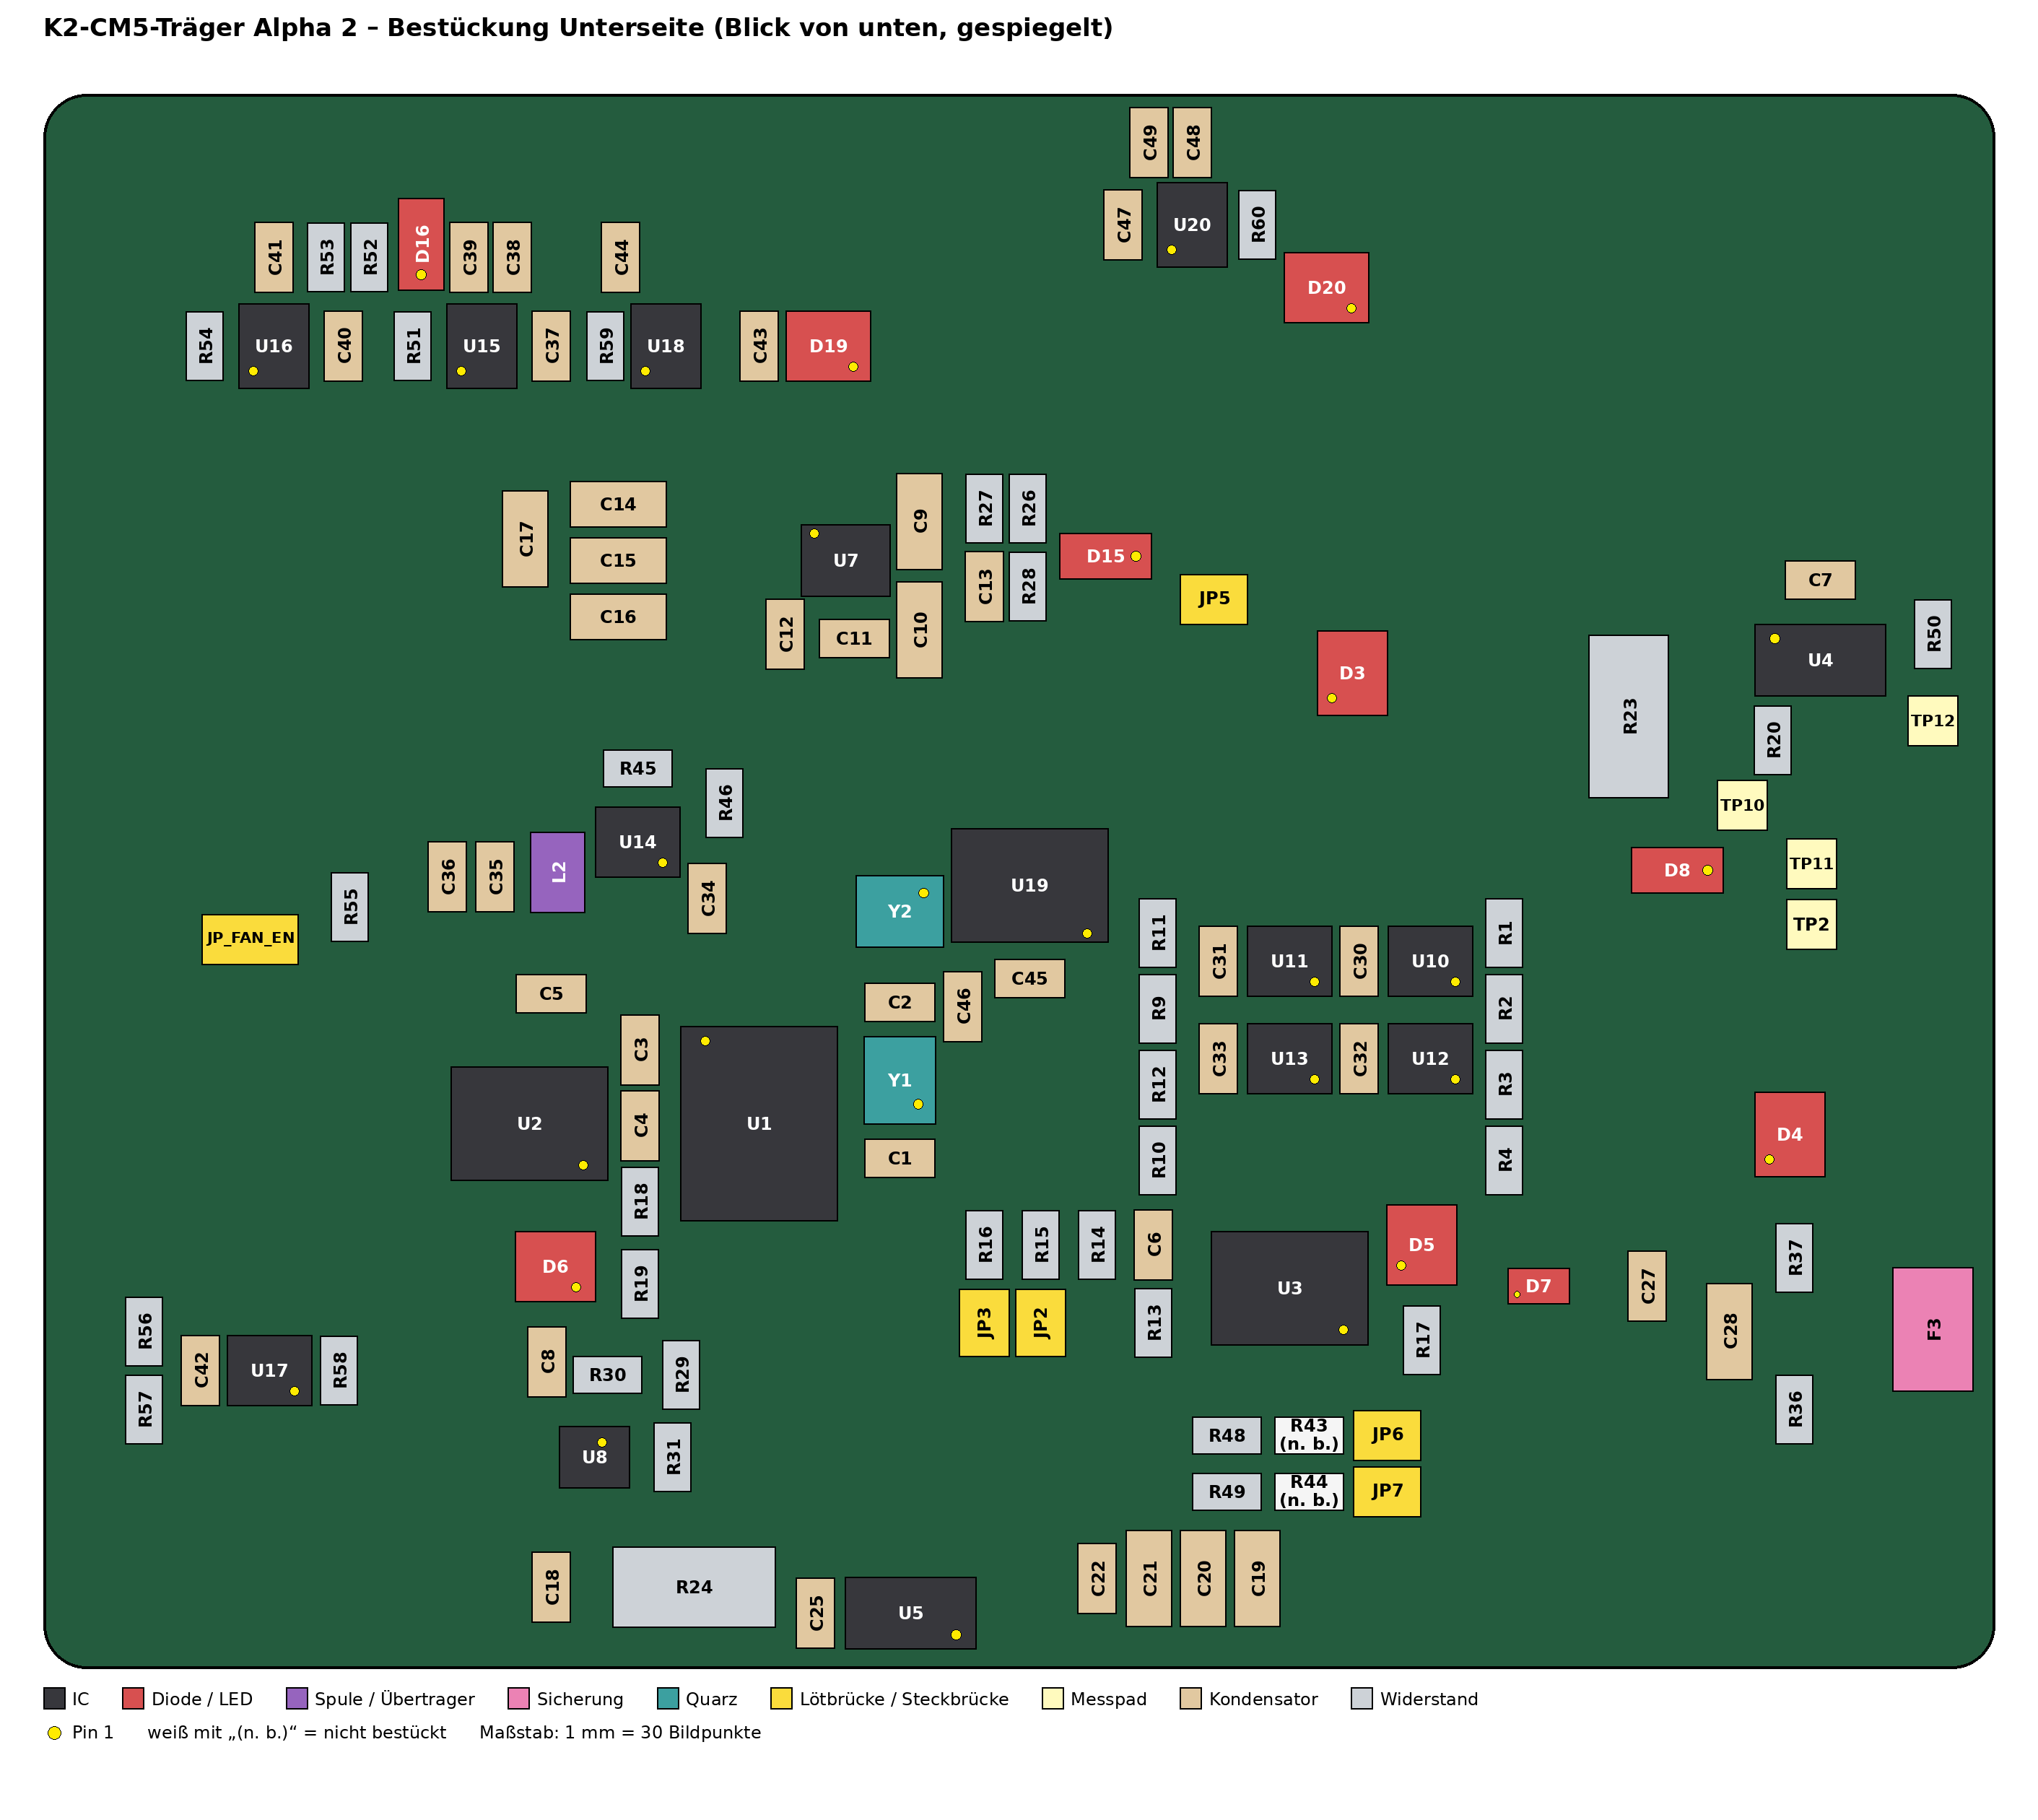 K2-CM5-Träger Alpha 2 – Bestückung Unterseite (Blick von unten, gespiegelt)
C49
C48
C47
U20
R60
D20
C41
R53
R52
D16
C39
C38
C44
R54
U16
C40
R51
U15
C37
R59
U18
C43
D19
C17
C14
C15
C16
U7
C9
R27
R26
C13
R28
D15
JP5
C12
C11
C10
D3
C7
R50
U4
R23
TP12
R20
TP10
R45
R46
U14
L2
C36
C35
C34
R55
JP_FAN_EN
U19
Y2
D8
TP11
TP2
R11
C31
U11
C30
U10
R1
C5
C2
C46
C45
R9
R2
C3
U1
Y1
C33
U13
C32
U12
R12
R3
U2
C4
C1
R10
R4
D4
R18
D6
R19
R16
R15
R14
C6
U3
D5
D7
C27
R37
JP3
JP2
R13
R17
C28
F3
R36
R56
C42
U17
R58
R57
C8
R30
R29
U8
R31
R48
R43
(n. b.)
JP6
R49
R44
(n. b.)
JP7
C18
R24
C25
U5
C22
C21
C20
C19
IC
Diode / LED
Spule / Übertrager
Sicherung
Quarz
Lötbrücke / Steckbrücke
Messpad
Kondensator
Widerstand
Pin 1
weiß mit „(n. b.)“ = nicht bestückt
Maßstab: 1 mm = 30 Bildpunkte